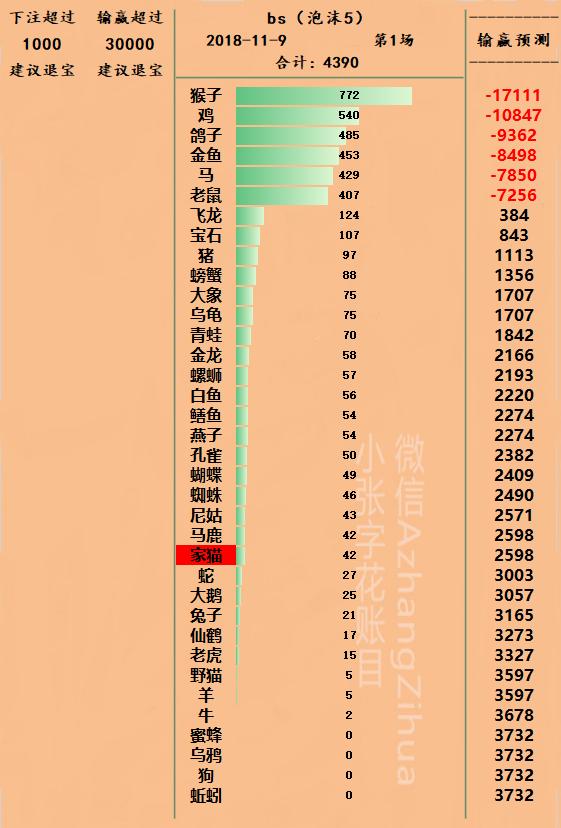 下注超过 输赢超过
1000 30000
建议退宝 建议退宝
bs（泡沫5）
2018-11-9 第1场
合计：4390
输赢预测
猴子 772 -17111
鸡 540 -10847
鸽子 485 -9362
金鱼 453 -8498
马 429 -7850
老鼠 407 -7256
飞龙 124 384
宝石 107 843
猪 97 1113
螃蟹 88 1356
大象 75 1707
乌龟 75 1707
青蛙 70 1842
金龙 58 2166
螺蛳 57 2193
白鱼 56 2220
鳝鱼 54 2274
燕子 54 2274
孔雀 50 2382
蝴蝶 49 2409
蜘蛛 46 2490
尼姑 43 2571
马鹿 42 2598
家猫 42 2598
蛇 27 3003
大鹅 25 3057
兔子 21 3165
仙鹤 17 3273
老虎 15 3327
野猫 5 3597
羊 5 3597
牛 2 3678
蜜蜂 0 3732
乌鸦 0 3732
狗 0 3732
蚯蚓 0 3732
微信AzhangZihua
小张字花账目